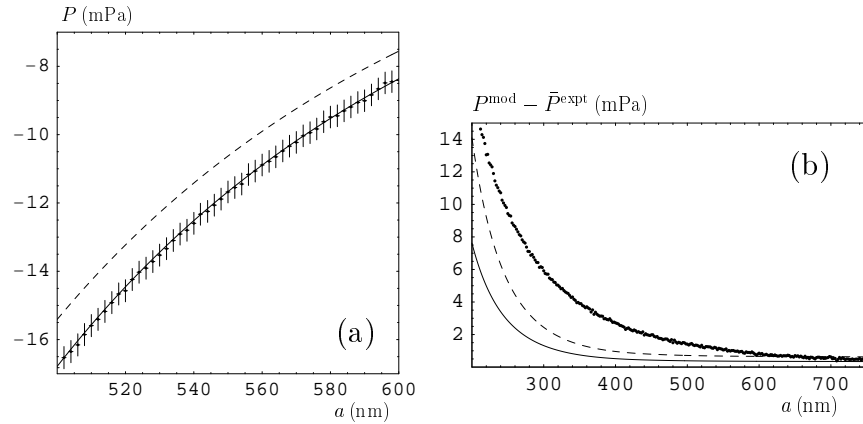 P (mPa)
-8
-10
-12
-14
-16
520 540 560 580 600
a (nm)
(a)
P^mod − P̄^expt (mPa)
14
12
10
8
6
4
2
300 400 500 600 700
a (nm)
(b)